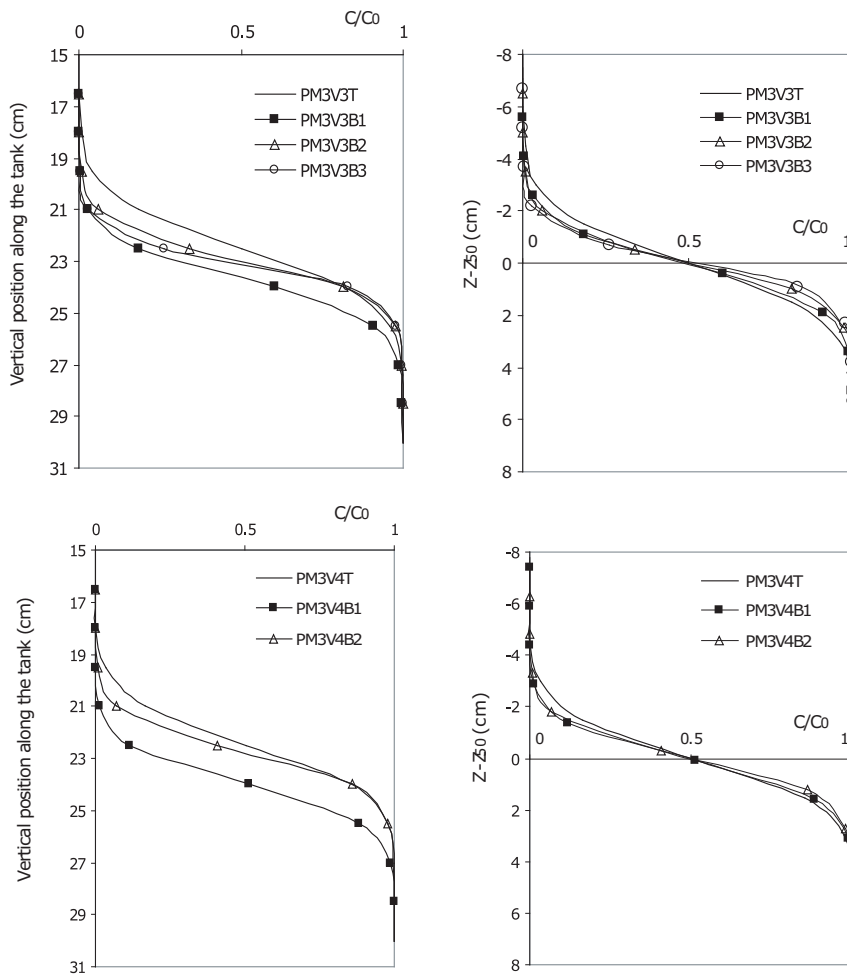 C/C0
0 0.5 1
15
17
19
21
23
25
27
29
31
Vertical position along the tank (cm)
PM3V3T
PM3V3B1
PM3V3B2
PM3V3B3
-8
-6
-4
-2
0
2
4
6
8
Z-Z50 (cm)
C/C0
0 0.5 1
PM3V3T
PM3V3B1
PM3V3B2
PM3V3B3
C/C0
0 0.5 1
15
17
19
21
23
25
27
29
31
Vertical position along the tank (cm)
PM3V4T
PM3V4B1
PM3V4B2
-8
-6
-4
-2
0
2
4
6
8
Z-Z50 (cm)
C/C0
0 0.5 1
PM3V4T
PM3V4B1
PM3V4B2